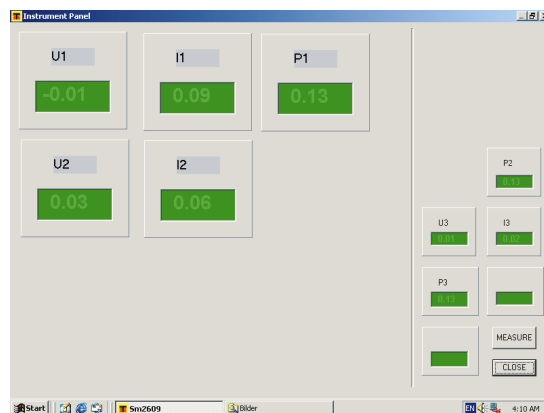 Instrument Panel
U1 I1 P1
-0.01 0.09 0.13
U2 I2
0.03 0.06
P2
0.13
U3 I3
0.01 0.02
P3
0.13
MEASURE
CLOSE
Start Sm2609 Bilder EN 4:10 AM